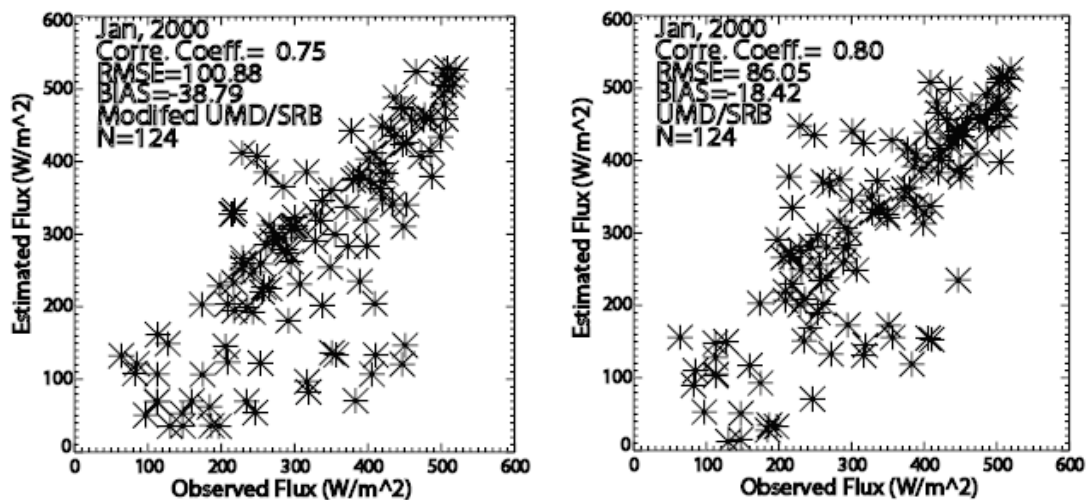 Jan, 2000
Corre. Coeff.= 0.75
RMSE=100.88
BIAS=-38.79
Modifed UMD/SRB
N=124
Estimated Flux (W/m^2)
600
500
400
300
200
100
0
0 100 200 300 400 500 600
Observed Flux (W/m^2)
Jan, 2000
Corre. Coeff.= 0.80
RMSE= 86.05
BIAS=-18.42
UMD/SRB
N=124
Estimated Flux (W/m^2)
600
500
400
300
200
100
0
0 100 200 300 400 500 600
Observed Flux (W/m^2)